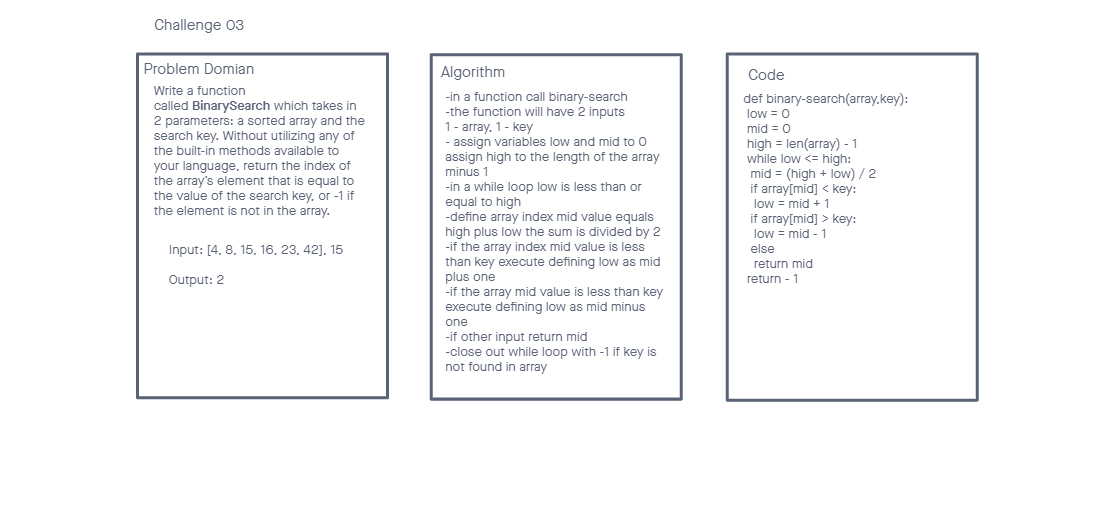 Challenge 03
Problem Domian
Write a function
called BinarySearch which takes in
2 parameters: a sorted array and the
search key. Without utilizing any of
the built-in methods available to
your language, return the index of
the array's element that is equal to
the value of the search key, or -1 if
the element is not in the array.
Input: [4, 8, 15, 16, 23, 42], 15
Output: 2
Algorithm
-in a function call binary-search
-the function will have 2 inputs
1 - array, 1 - key
- assign variables low and mid to 0
assign high to the length of the array
minus 1
-in a while loop low is less than or
equal to high
-define array index mid value equals
high plus low the sum is divided by 2
-if the array index mid value is less
than key execute defining low as mid
plus one
-if the array mid value is less than key
execute defining low as mid minus
one
-if other input return mid
-close out while loop with -1 if key is
not found in array
Code
def binary-search(array,key):
low = 0
mid = 0
high = len(array) - 1
while low <= high:
mid = (high + low) / 2
if array[mid] < key:
low = mid + 1
if array[mid] > key:
low = mid - 1
else
return mid
return - 1